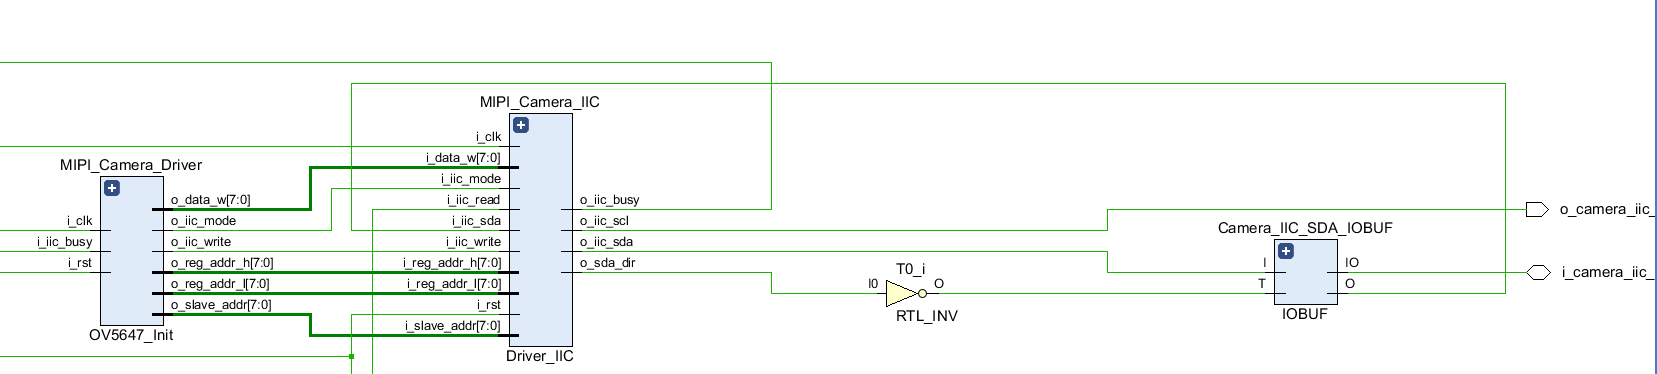 MIPI_Camera_IIC
i_clk
i_data_w[7:0]
i_iic_mode
i_iic_read
i_iic_sda
i_iic_write
i_reg_addr_h[7:0]
i_reg_addr_l[7:0]
i_rst
i_slave_addr[7:0]
o_iic_busy
o_iic_scl
o_iic_sda
o_sda_dir
Driver_IIC
MIPI_Camera_Driver
i_clk
i_iic_busy
i_rst
o_data_w[7:0]
o_iic_mode
o_iic_write
o_reg_addr_h[7:0]
o_reg_addr_l[7:0]
o_slave_addr[7:0]
OV5647_Init
T0_i
I0
O
RTL_INV
Camera_IIC_SDA_IOBUF
I
T
IO
O
IOBUF
o_camera_iic_
i_camera_iic_